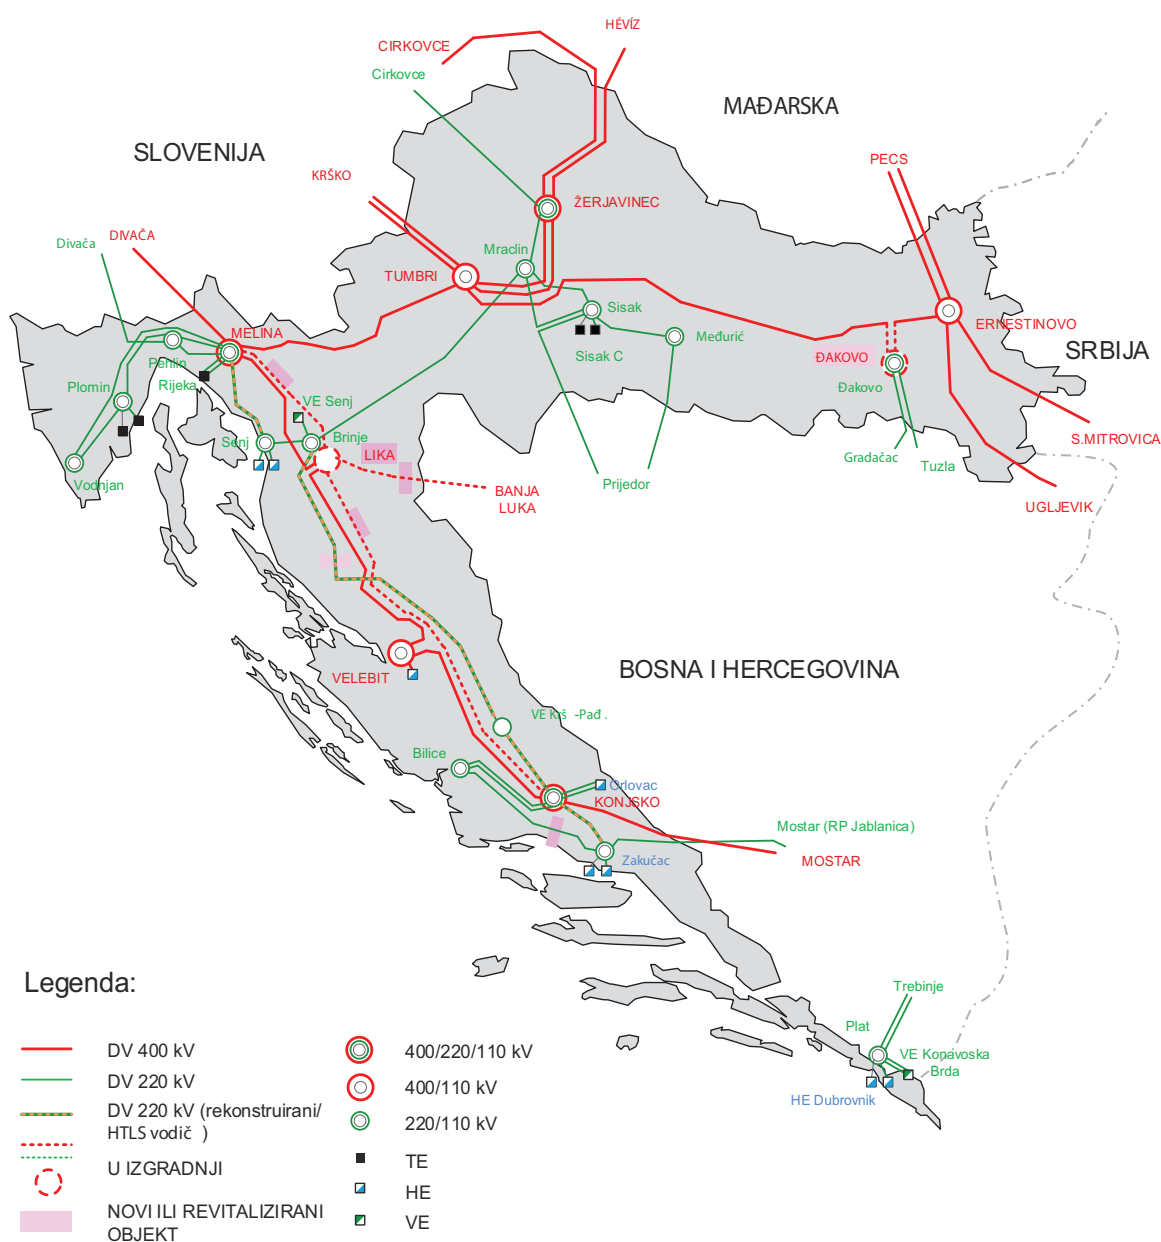 HÉVÍZ
CIRKOVCE
Cirkovce
MAĐARSKA
SLOVENIJA
PECS
KRŠKO
ŽERJAVINEC
DIVAČA
Divača
Mraclin
TUMBRI
Sisak
MELINA
ERNESTINOVO
Međurić
SRBIJA
Sisak C
ĐAKOVO
Pehlin
Rijeka
Plomin
Đakovo
VE Senj
Senj
Brinje
S.MITROVICA
LIKA
Gradačac
Tuzla
Vodnjan
Prijedor
BANJA
LUKA
UGLJEVIK
BOSNA I HERCEGOVINA
VELEBIT
VE Krš -Pađ .
Bilice
Orlovac
KONJSKO
Mostar (RP Jablanica)
Zakučac
MOSTAR
Trebinje
Plat
VE Konavoska
Brda
HE Dubrovnik
Legenda:
DV 400 kV
DV 220 kV
DV 220 kV (rekonstruirani/
HTLS vodič )
U IZGRADNJI
NOVI ILI REVITALIZIRANI
OBJEKT
400/220/110 kV
400/110 kV
220/110 kV
TE
HE
VE